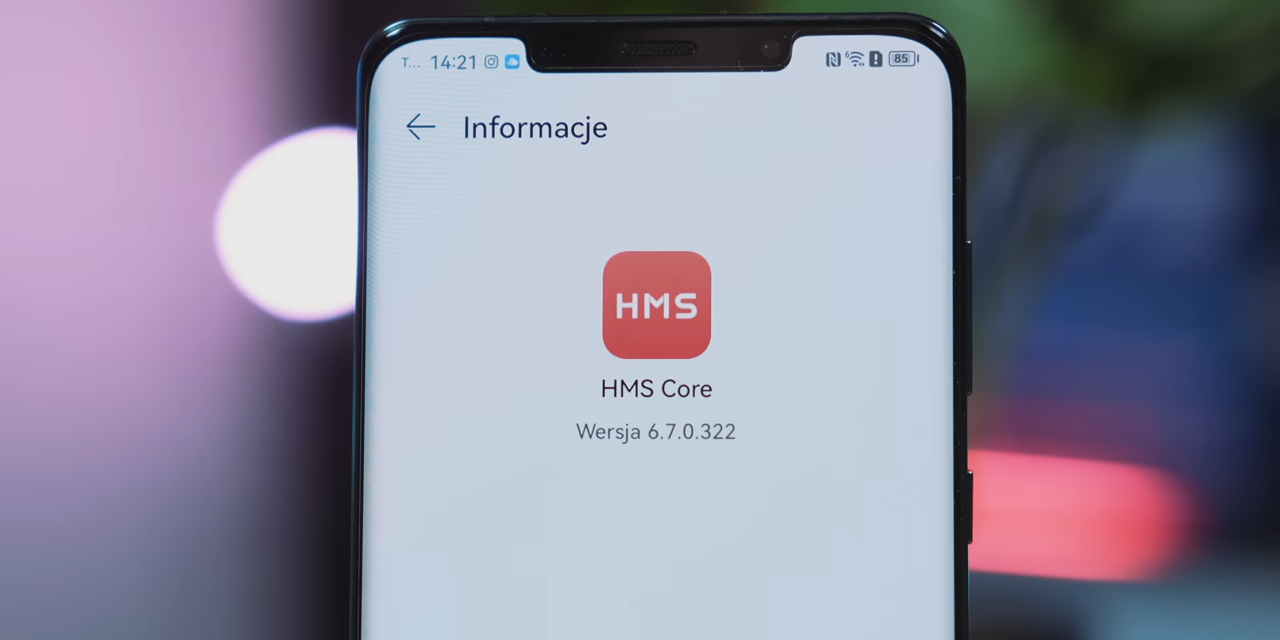 T... 14:21 85
Informacje
HMS
HMS Core
Wersja 6.7.0.322